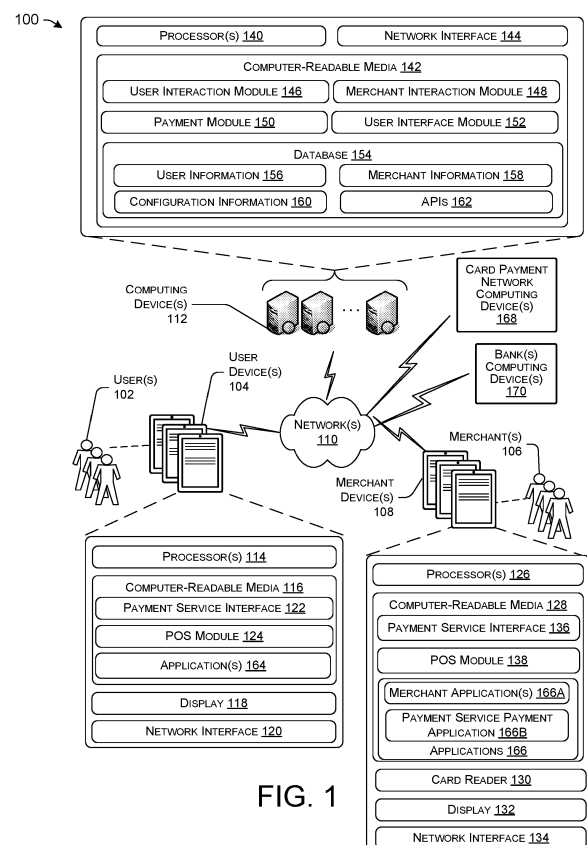 100
PROCESSOR(S) 140
NETWORK INTERFACE 144
COMPUTER-READABLE MEDIA 142
USER INTERACTION MODULE 146
MERCHANT INTERACTION MODULE 148
PAYMENT MODULE 150
USER INTERFACE MODULE 152
DATABASE 154
USER INFORMATION 156
MERCHANT INFORMATION 158
CONFIGURATION INFORMATION 160
APIS 162
COMPUTING
DEVICE(S)
112
...
CARD PAYMENT
NETWORK
COMPUTING
DEVICE(S)
168
BANK(S)
COMPUTING
DEVICE(S)
170
USER
DEVICE(S)
104
USER(S)
102
NETWORK(S)
110
MERCHANT(S)
106
MERCHANT
DEVICE(S)
108
PROCESSOR(S) 114
COMPUTER-READABLE MEDIA 116
PAYMENT SERVICE INTERFACE 122
POS MODULE 124
APPLICATION(S) 164
DISPLAY 118
NETWORK INTERFACE 120
PROCESSOR(S) 126
COMPUTER-READABLE MEDIA 128
PAYMENT SERVICE INTERFACE 136
POS MODULE 138
MERCHANT APPLICATION(S) 166A
PAYMENT SERVICE PAYMENT
APPLICATION 166B
APPLICATIONS 166
CARD READER 130
DISPLAY 132
NETWORK INTERFACE 134
FIG. 1